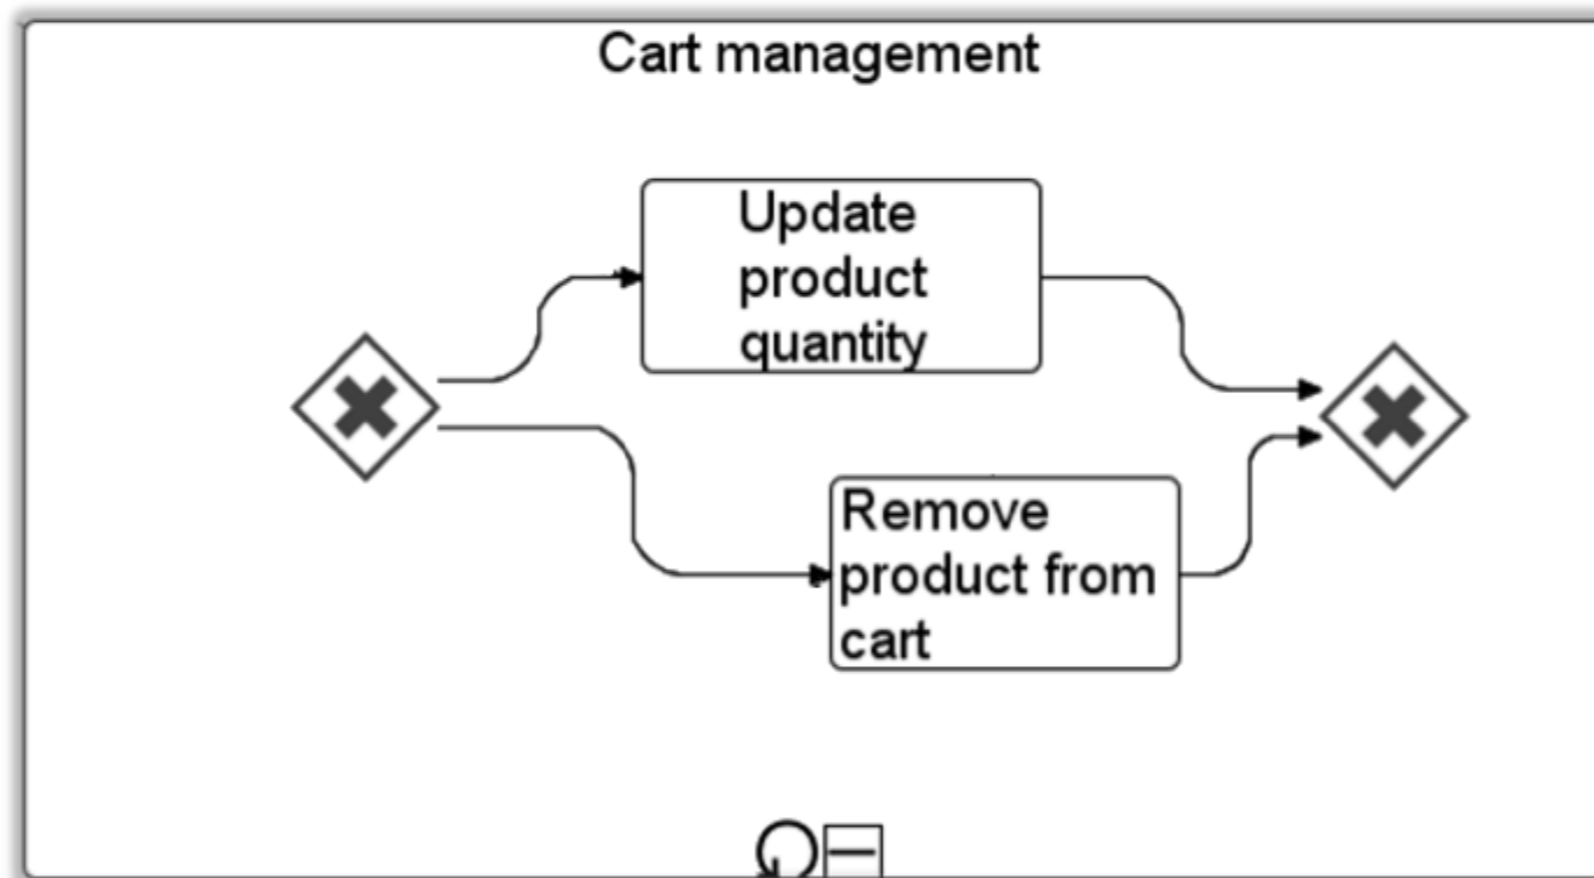 Cart management
Update
product
quantity
Remove
product from
cart